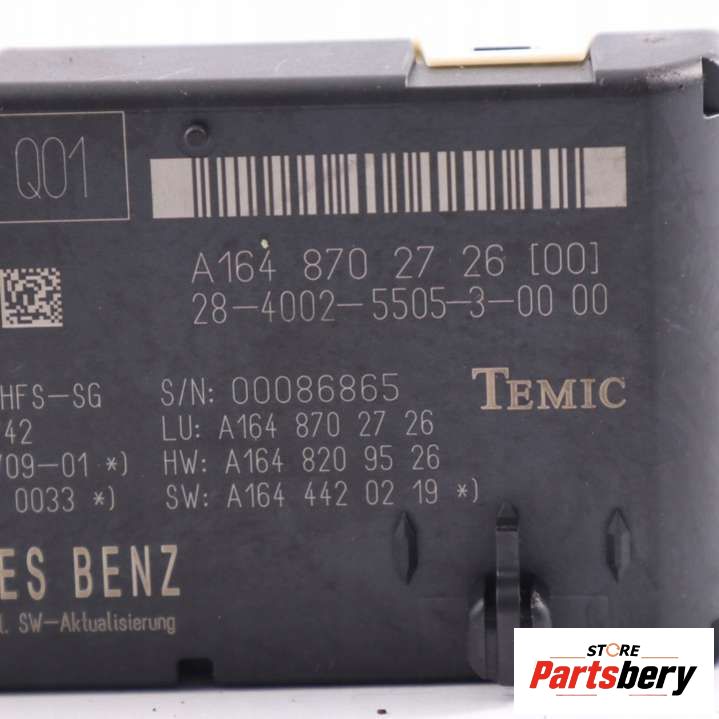 Q01
A164 870 27 26 [00]
28-4002-5505-3-00 00
HFS-SG
S/N: 00086865
TEMIC
42
LU: A164 870 27 26
/09-01 *)
HW: A164 820 95 26
0033 *)
SW: A164 442 02 19 *)
ES BENZ
l. SW-Aktualisierung
STORE
Partsbery